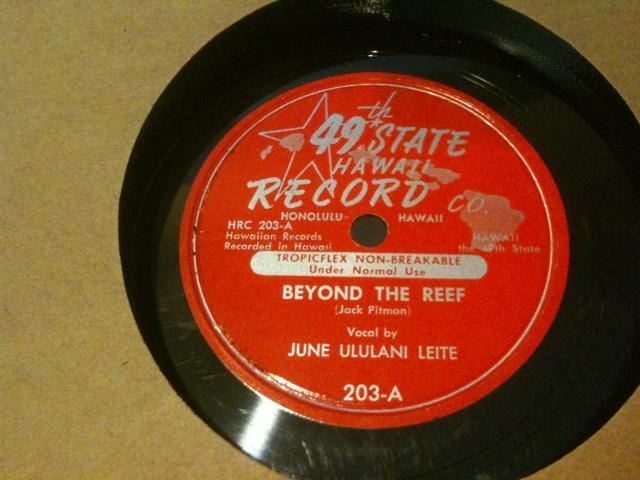 49th STATE
HAWAII
RECORD CO.
HONOLULU HAWAII
HRC 203-A
Hawaiian Records
Recorded in Hawaii
HAWAII
the 49th State
TROPICFLEX NON-BREAKABLE
Under Normal Use
BEYOND THE REEF
(Jack Pitman)
Vocal by
JUNE ULULANI LEITE
203-A